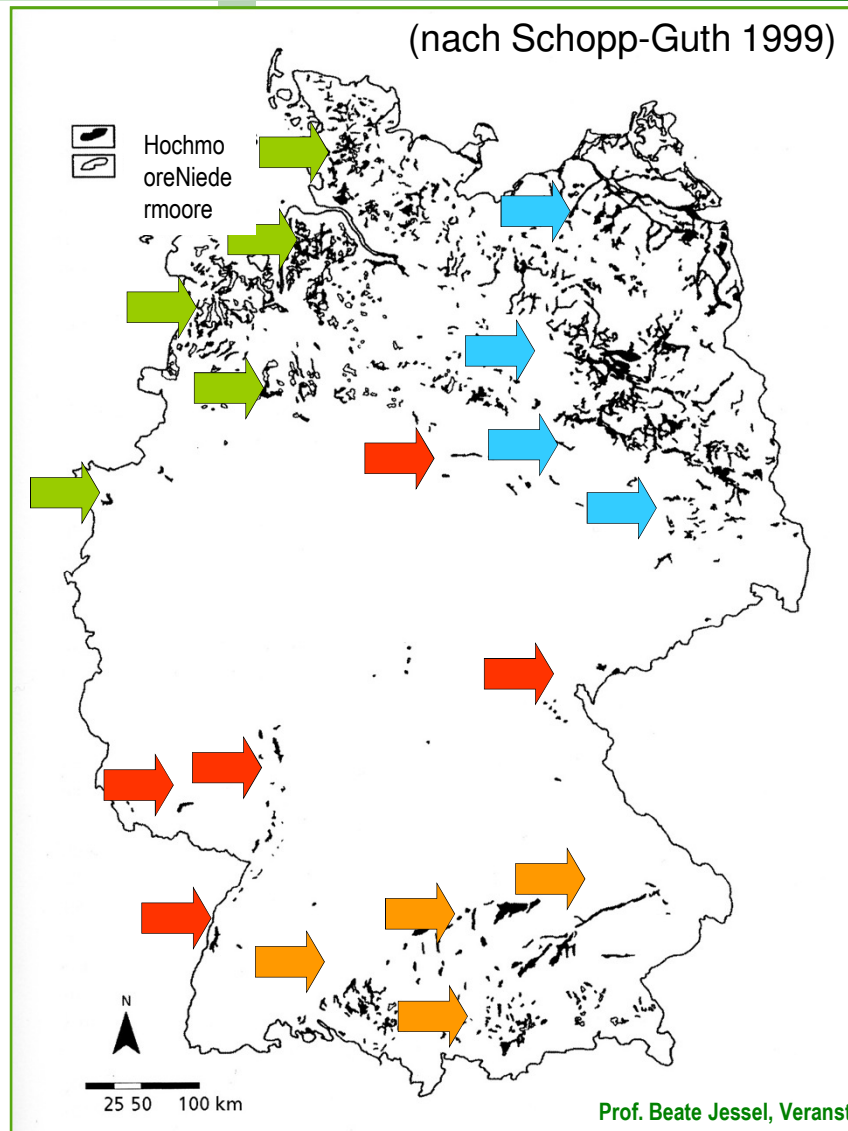 (nach Schopp-Guth 1999)
Hochmo
oreNiede
rmoore
N
25 50 100 km
Prof. Beate Jessel, Veranst